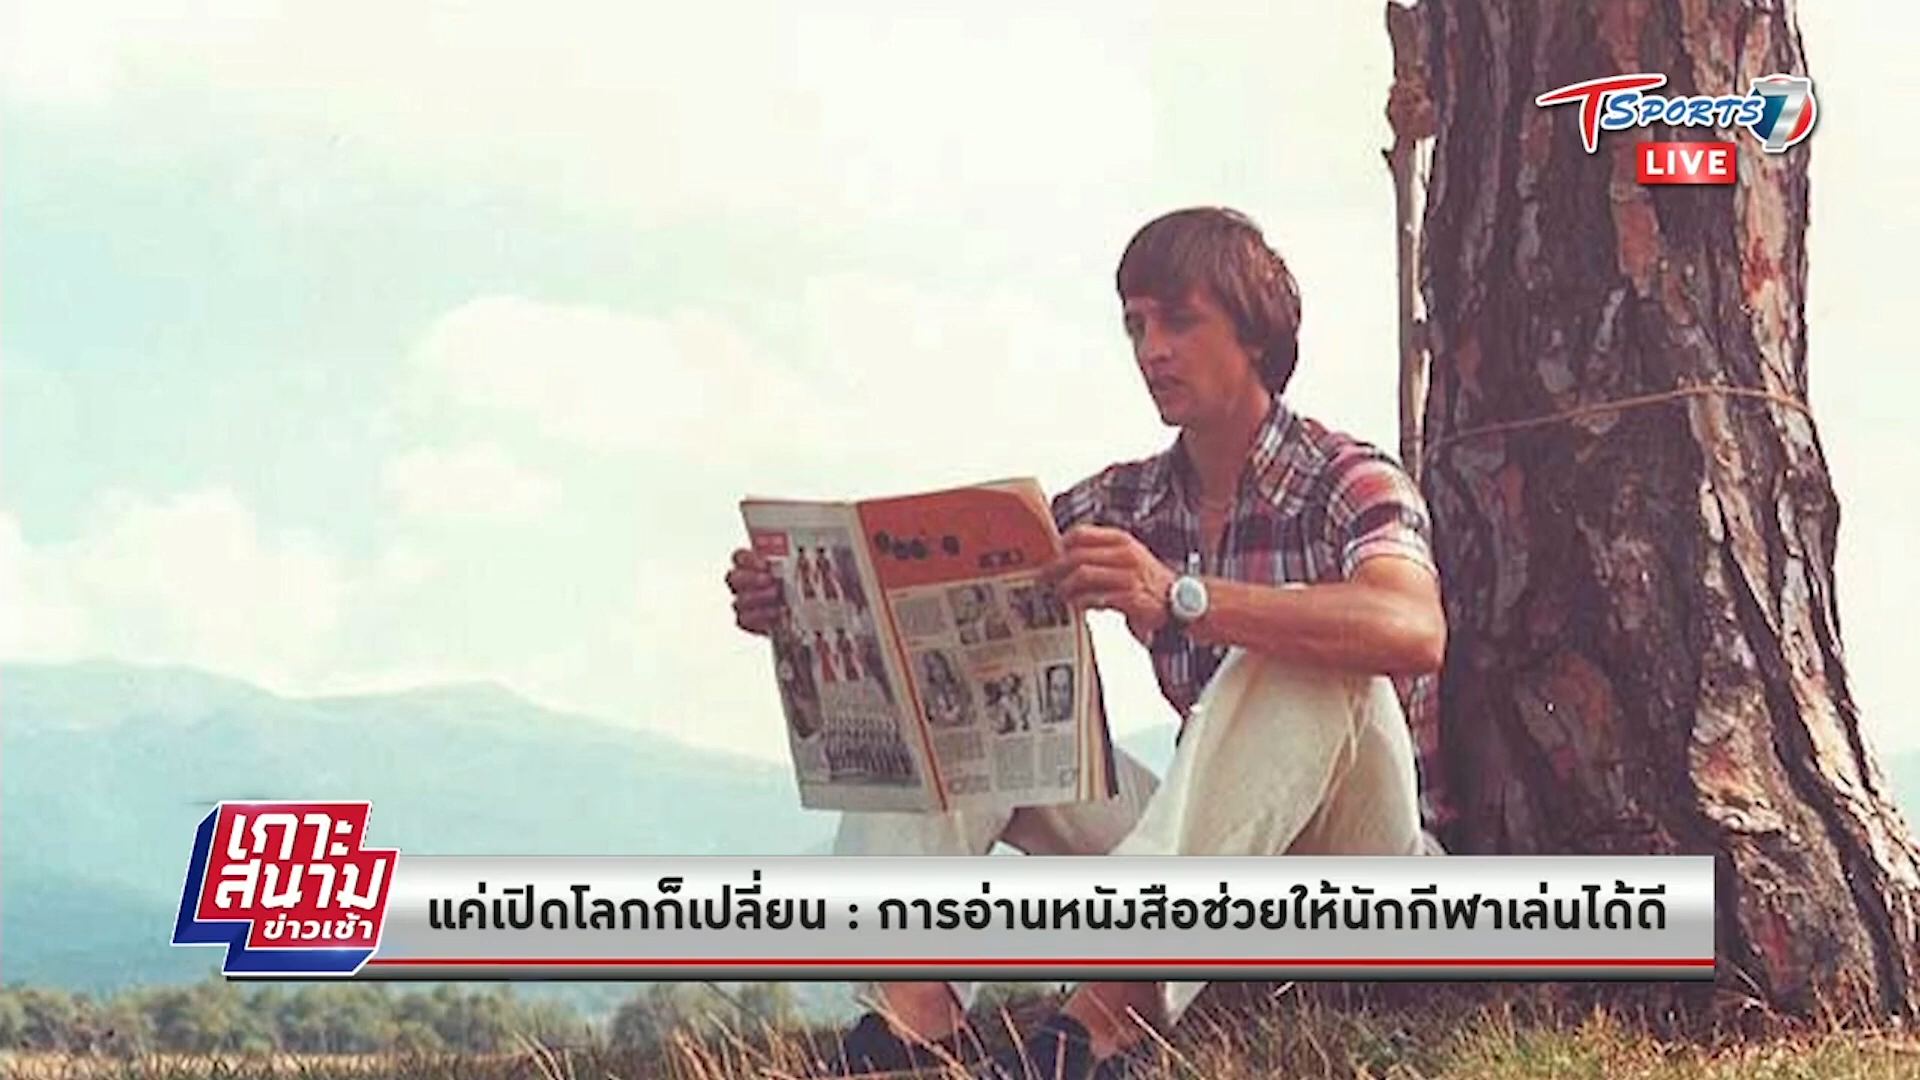 TSPORTS7
LIVE
เกาะ
สนาม
ข่าวเช้า
แค่เปิดโลกก็เปลี่ยน : การอ่านหนังสือช่วยให้นักกีฬาเล่นได้ดี